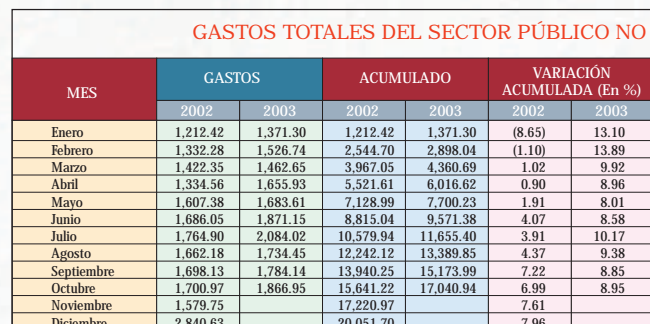 GASTOS TOTALES DEL SECTOR PÚBLICO NO
MES GASTOS ACUMULADO VARIACIÓN ACUMULADA (En %)
2002 2003 2002 2003 2002 2003
Enero 1,212.42 1,371.30 1,212.42 1,371.30 (8.65) 13.10
Febrero 1,332.28 1,526.74 2,544.70 2,898.04 (1.10) 13.89
Marzo 1,422.35 1,462.65 3,967.05 4,360.69 1.02 9.92
Abril 1,334.56 1,655.93 5,521.61 6,016.62 0.90 8.96
Mayo 1,607.38 1,683.61 7,128.99 7,700.23 1.91 8.01
Junio 1,686.05 1,871.15 8,815.04 9,571.38 4.07 8.58
Julio 1,764.90 2,084.02 10,579.94 11,655.40 3.91 10.17
Agosto 1,662.18 1,734.45 12,242.12 13,389.85 4.37 9.38
Septiembre 1,698.13 1,784.14 13,940.25 15,173.99 7.22 8.85
Octubre 1,700.97 1,866.95 15,641.22 17,040.94 6.99 8.95
Noviembre 1,579.75 17,220.97 7.61
Diciembre 2,840.63 20,051.70 7.96